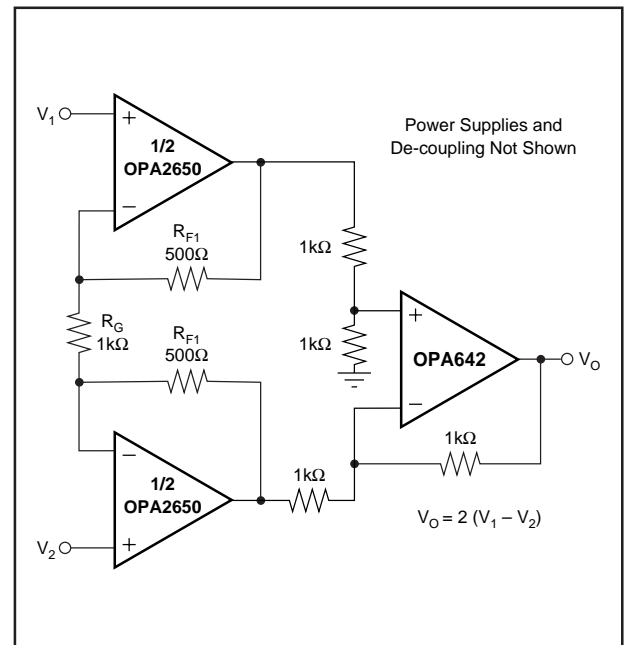 V1
+
1/2
OPA2650
−
Power Supplies and
De-coupling Not Shown
RF1
500Ω
1kΩ
RG
1kΩ
RF1
500Ω
1kΩ
+
OPA642
−
VO
−
1/2
OPA2650
+
1kΩ
1kΩ
V2
VO = 2 (V1 – V2)